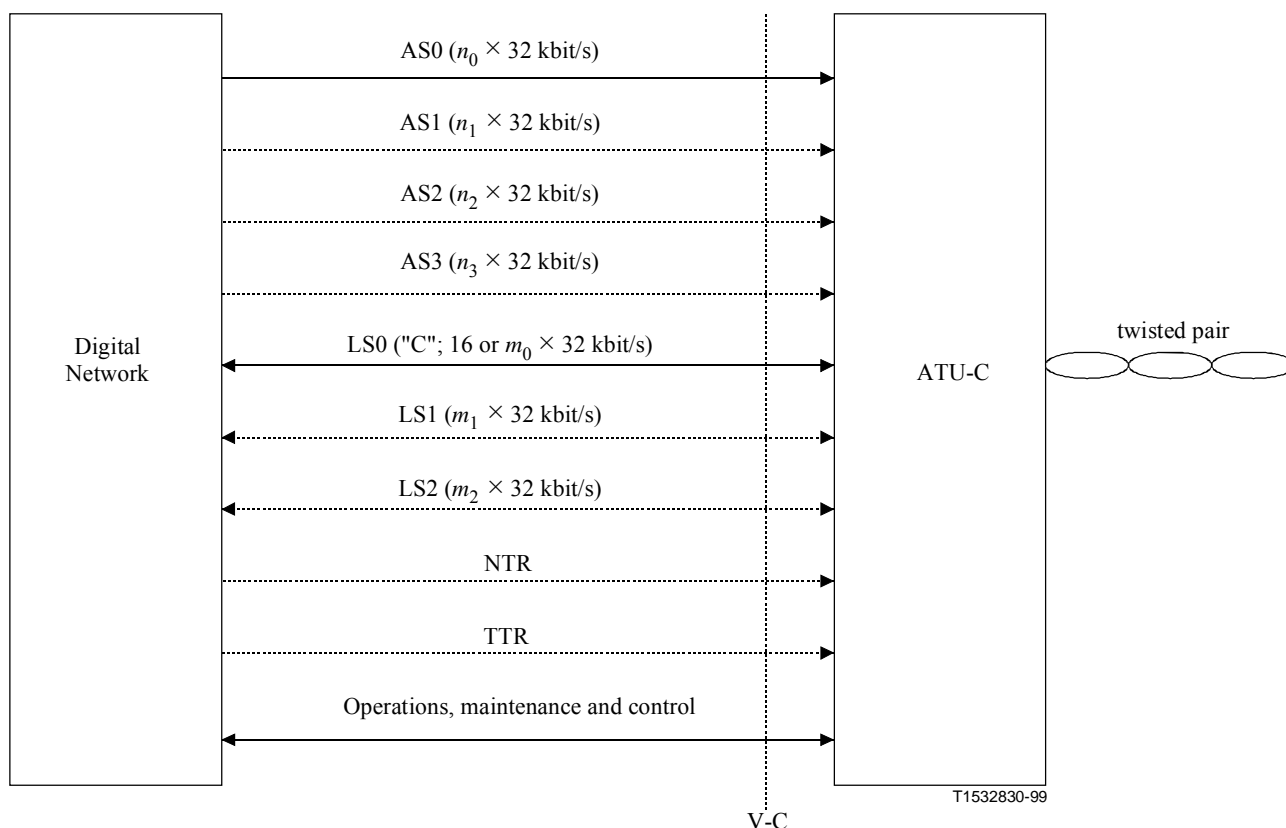 AS0 (n0 × 32 kbit/s)
AS1 (n1 × 32 kbit/s)
AS2 (n2 × 32 kbit/s)
AS3 (n3 × 32 kbit/s)
Digital
Network
LS0 ("C"; 16 or m0 × 32 kbit/s)
ATU-C
twisted pair
LS1 (m1 × 32 kbit/s)
LS2 (m2 × 32 kbit/s)
NTR
TTR
Operations, maintenance and control
T1532830-99
V-C